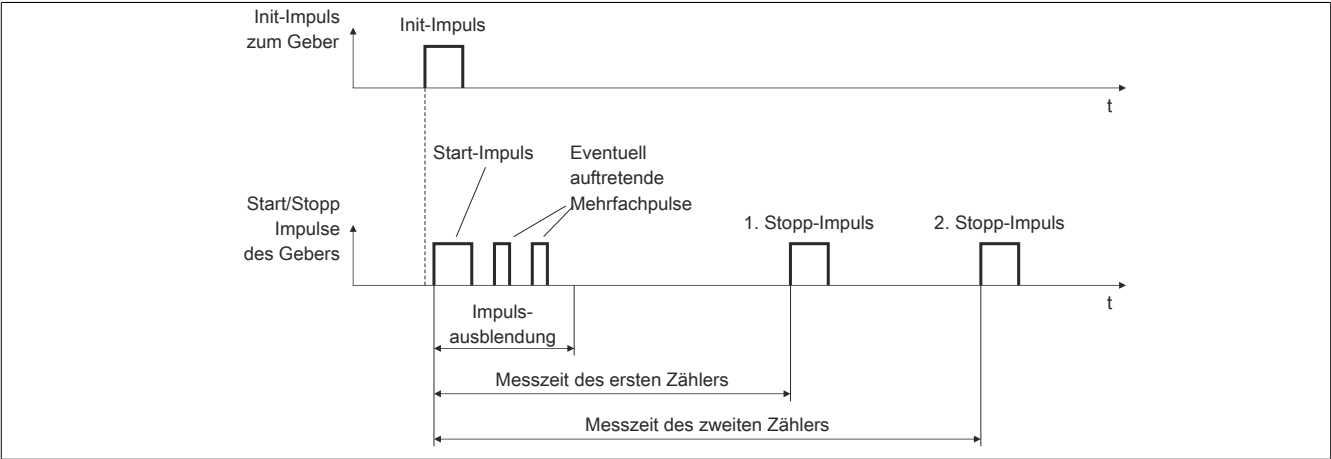 Init-Impuls
zum Geber
Init-Impuls
t
Start-Impuls
Eventuell
auftretende
Mehrfachpulse
Start/Stopp
Impulse
des Gebers
1. Stopp-Impuls
2. Stopp-Impuls
t
Impuls-
ausblendung
Messzeit des ersten Zählers
Messzeit des zweiten Zählers